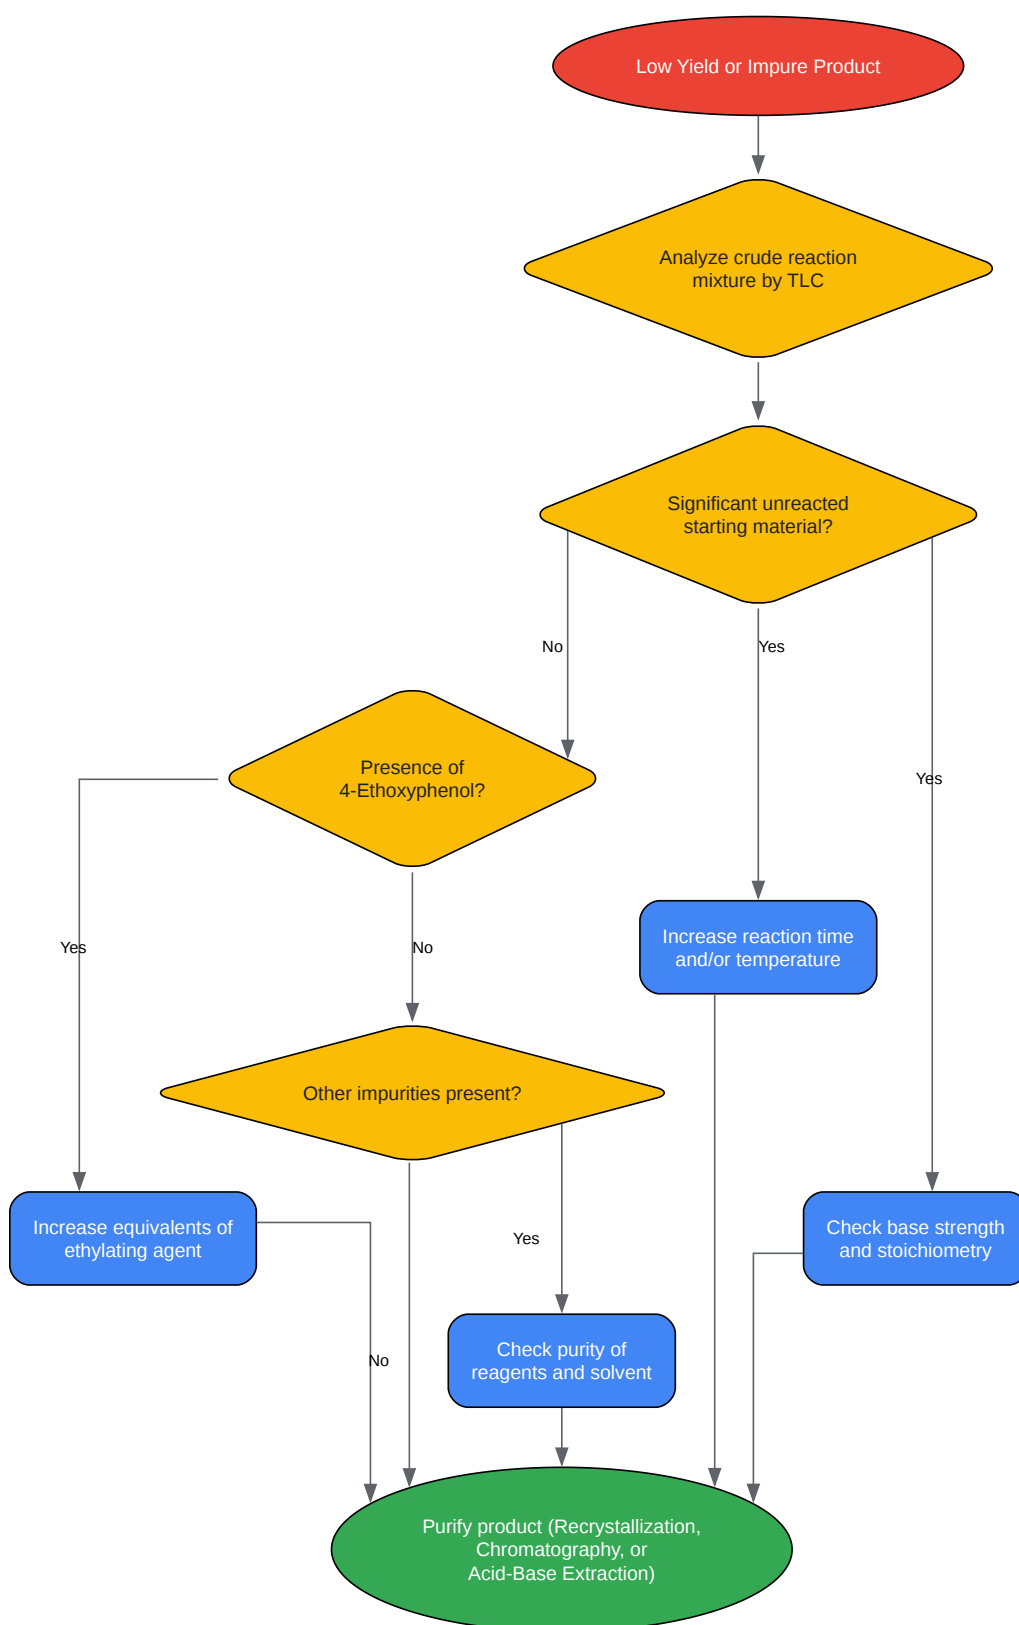 Low Yield or Impure Product
Analyze crude reaction
mixture by TLC
Significant unreacted
starting material?
No
Yes
Yes
Presence of
4-Ethoxyphenol?
Yes
No
Increase reaction time
and/or temperature
Other impurities present?
Increase equivalents of
ethylating agent
Yes
Check base strength
and stoichiometry
No
Check purity of
reagents and solvent
Purify product (Recrystallization,
Chromatography, or
Acid-Base Extraction)